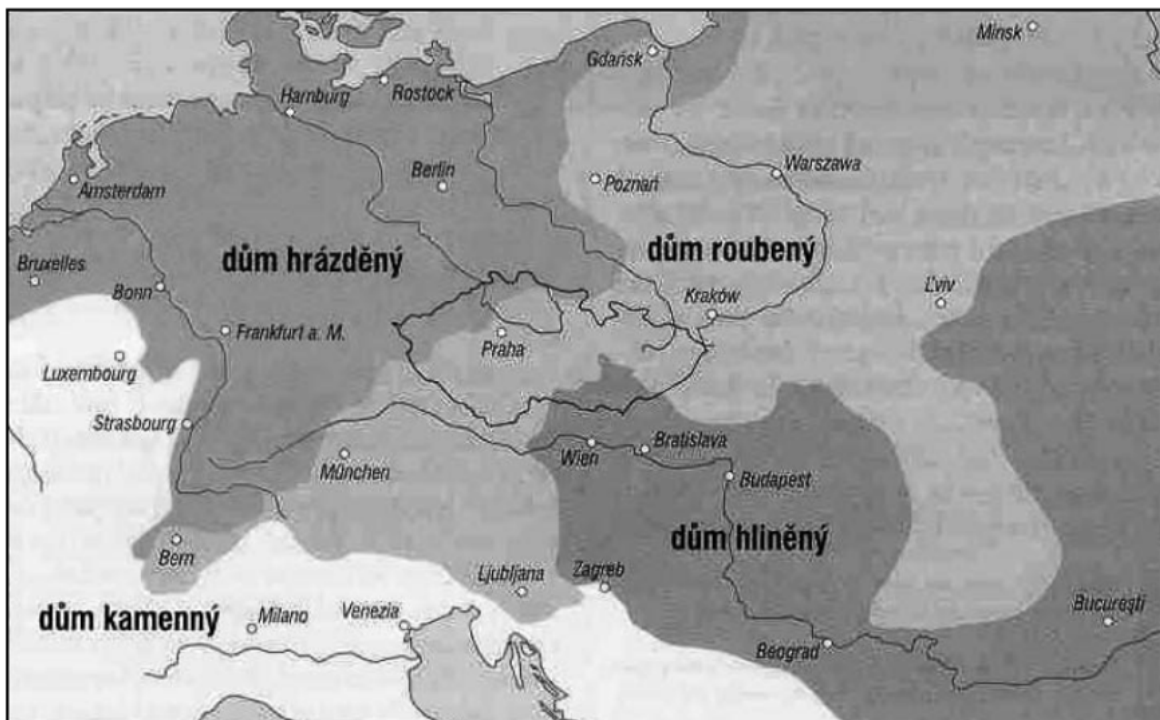 Minsk
Gdańsk
Hamburg
Rostock
Berlin
Warszawa
Amsterdam
Poznań
dům roubený
dům hrázděný
Bruxelles
Bonn
Kraków
L'viv
Frankfurt a. M.
Praha
Luxembourg
Strasbourg
Wien
Bratislava
München
Budapest
dům hliněný
Bern
Ljubljana
Zagreb
dům kamenný
Milano
Venezia
Bucureşti
Beograd